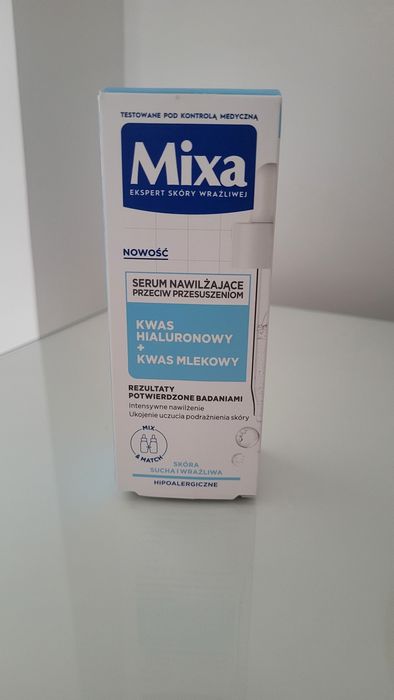 TESTOWANE POD KONTROLĄ MEDYCZNĄ
Mixa
EKSPERT SKÓRY WRAŻLIWEJ
NOWOŚĆ
SERUM NAWILŻAJĄCE
PRZECIW PRZESUSZENIOM
KWAS
HIALURONOWY
+
KWAS MLEKOWY
REZULTATY
POTWIERDZONE BADANIAMI
Intensywne nawilżenie
Ukojenie uczucia podrażnienia skóry
MIX
& MATCH
SKÓRA
SUCHA I WRAŻLIWA
HIPOALERGICZNE